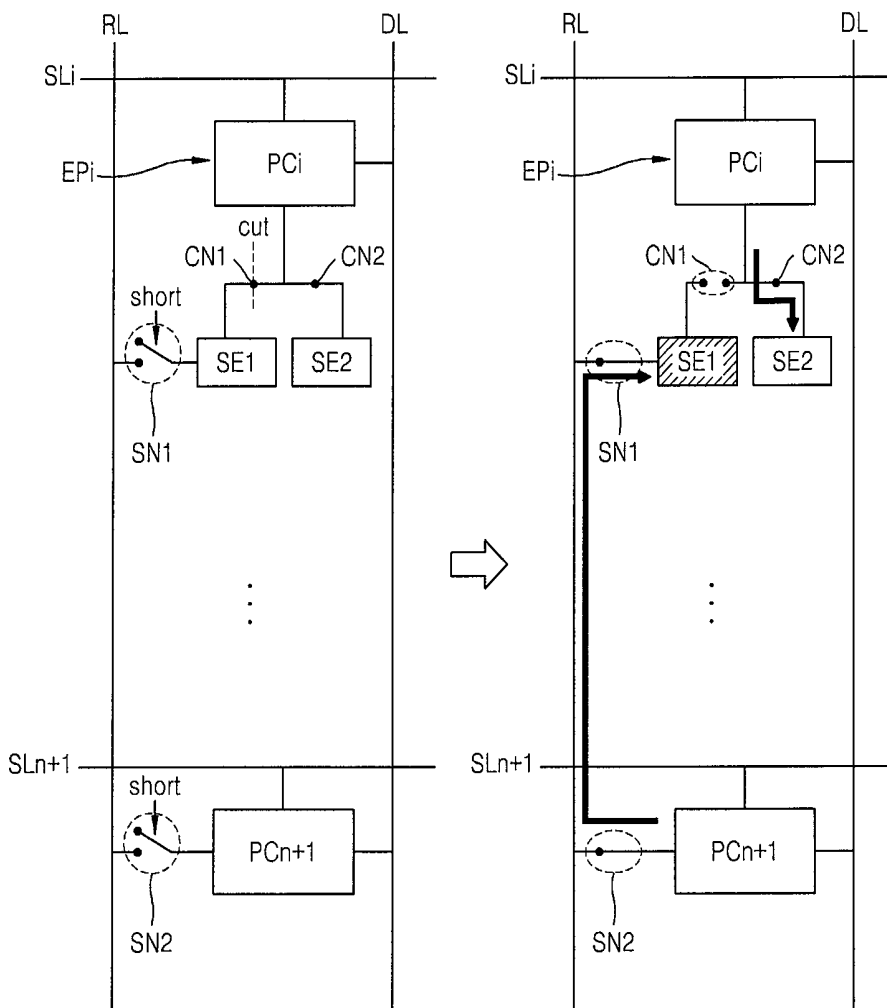 RL
DL
SLi
PCi
EPi
cut
CN1
CN2
short
SE1
SE2
SN1
SLn+1
short
PCn+1
SN2
RL
DL
SLi
PCi
EPi
CN1
CN2
SE1
SE2
SN1
SLn+1
PCn+1
SN2